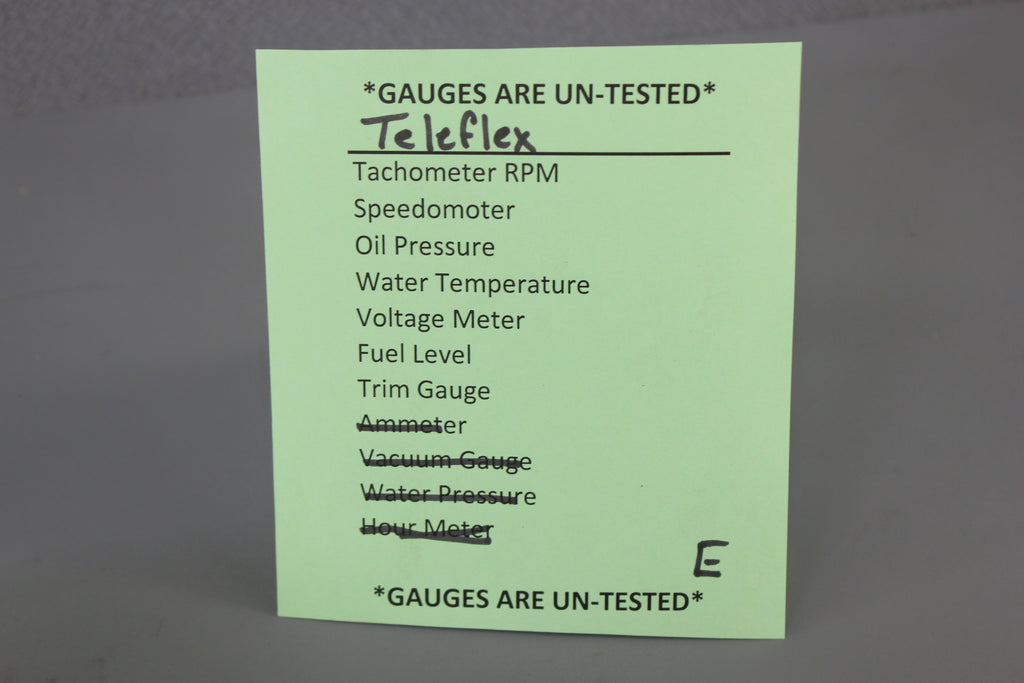 *GAUGES ARE UN-TESTED*
Teleflex
Tachometer RPM
Speedomoter
Oil Pressure
Water Temperature
Voltage Meter
Fuel Level
Trim Gauge
Ammeter
Vacuum Gauge
Water Pressure
Hour Meter
E
*GAUGES ARE UN-TESTED*